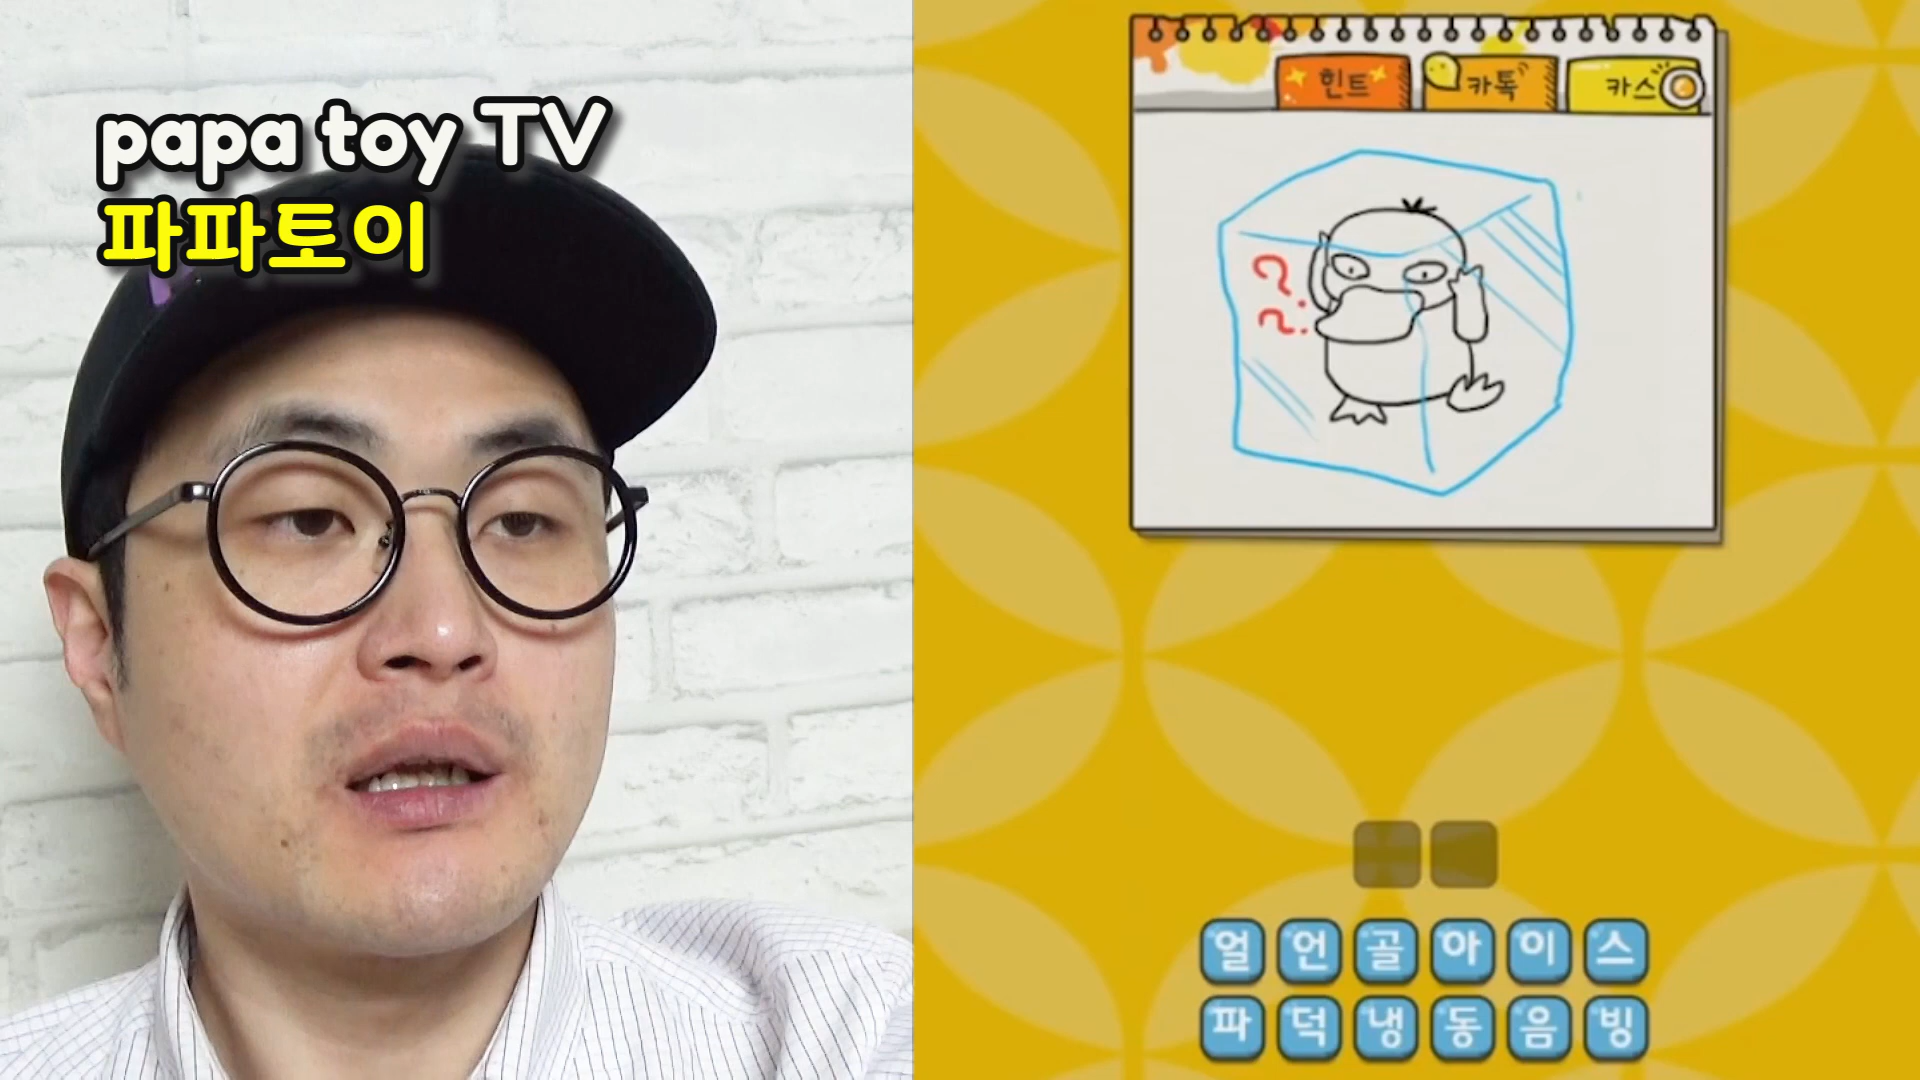 papa toy TV
파파토이
힌트 카톡 카스
? ?
얼 언 골 아 이 스
파 덕 냉 동 음 빙